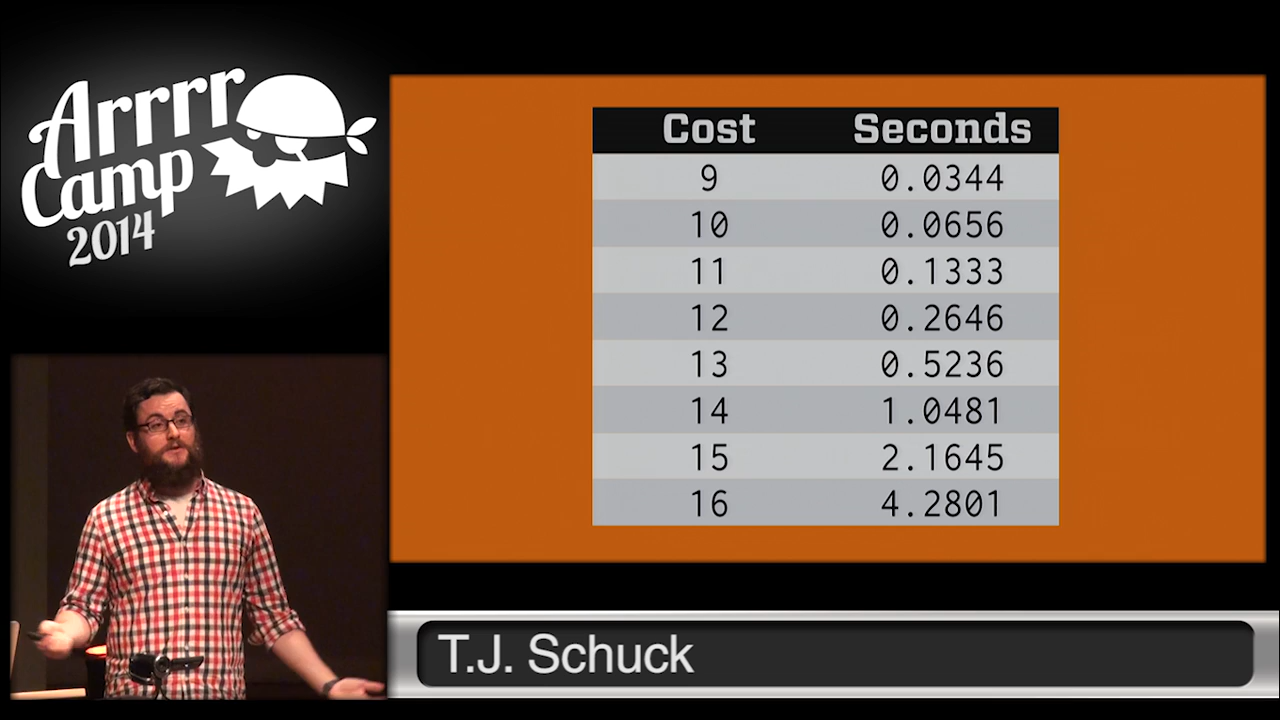 Arrrr
Camp
2014
Cost Seconds
9 0.0344
10 0.0656
11 0.1333
12 0.2646
13 0.5236
14 1.0481
15 2.1645
16 4.2801
T.J. Schuck